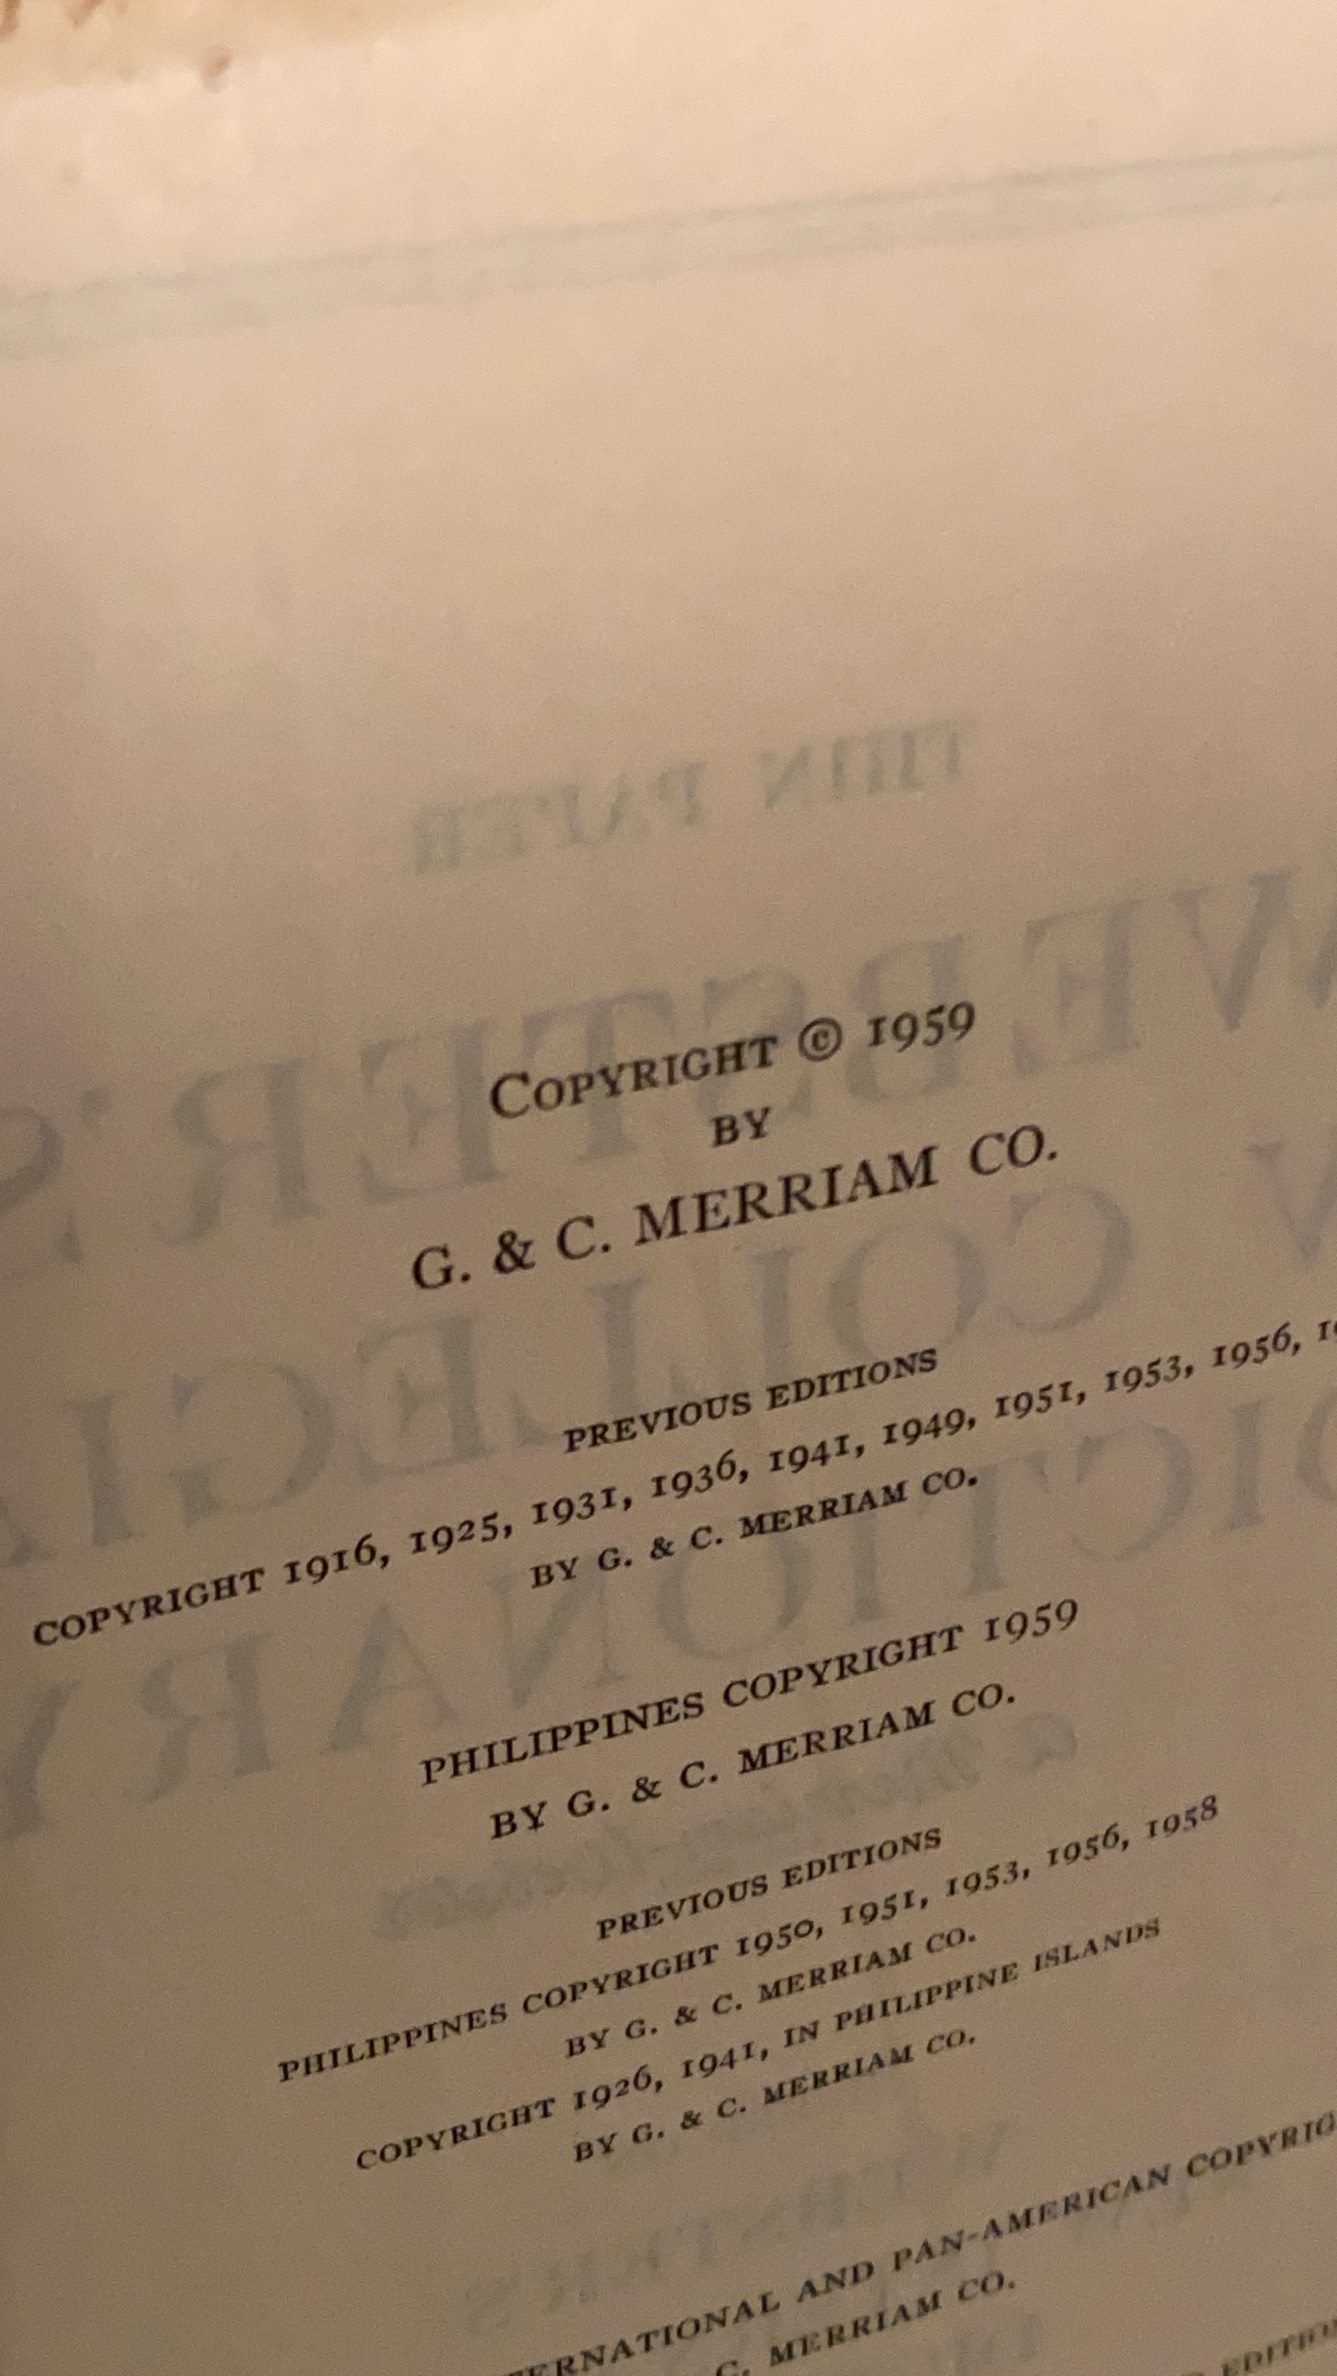 COPYRIGHT © 1959
BY
G. & C. MERRIAM CO.
PREVIOUS EDITIONS
COPYRIGHT 1916, 1925, 1931, 1936, 1941, 1949, 1951, 1953, 1956,
BY G. & C. MERRIAM CO.
PHILIPPINES COPYRIGHT 1959
BY G. & C. MERRIAM CO.
PREVIOUS EDITIONS
PHILIPPINES COPYRIGHT 1950, 1951, 1953, 1956, 1958
BY G. & C. MERRIAM CO.
COPYRIGHT 1926, 1941, IN PHILIPPINE ISLANDS
BY G. & C. MERRIAM CO.
ERNATIONAL AND PAN-AMERICAN COPYRIG
C. MERRIAM CO.